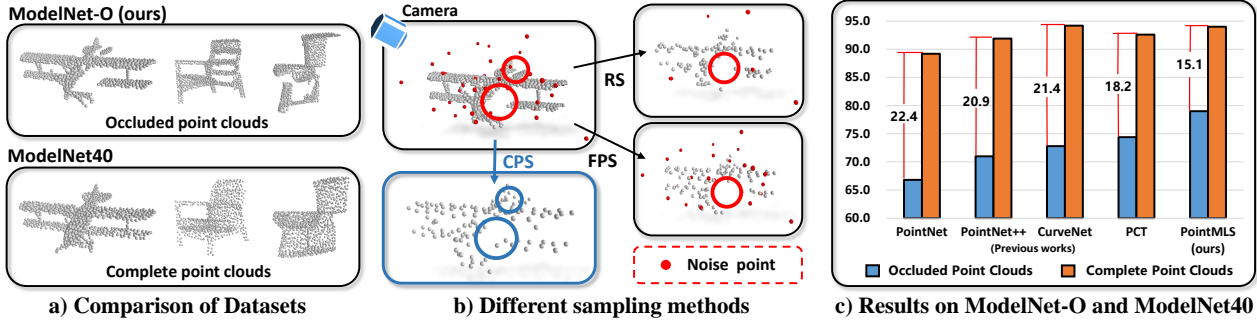 ModelNet-O (ours)
Occluded point clouds
ModelNet40
Complete point clouds
a) Comparison of Datasets
Camera
RS
FPS
CPS
Noise point
b) Different sampling methods
95.0
90.0
85.0
80.0
75.0
70.0
65.0
60.0
22.4
20.9
21.4
18.2
15.1
PointNet PointNet++ CurveNet PCT PointMLS
(Previous works) (ours)
Occluded Point Clouds Complete Point Clouds
c) Results on ModelNet-O and ModelNet40